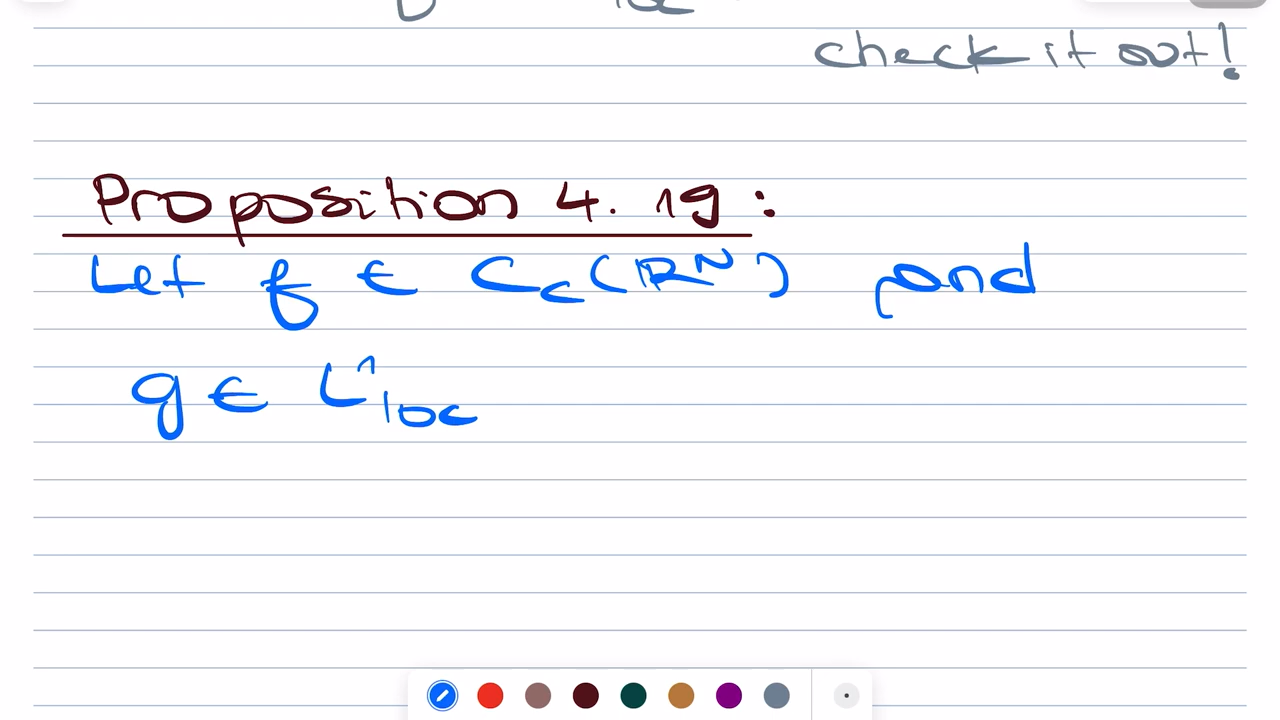 check it out!
Proposition 4.19:
Let f ∈ C_c(ℝ^N) and
g ∈ L^1_loc